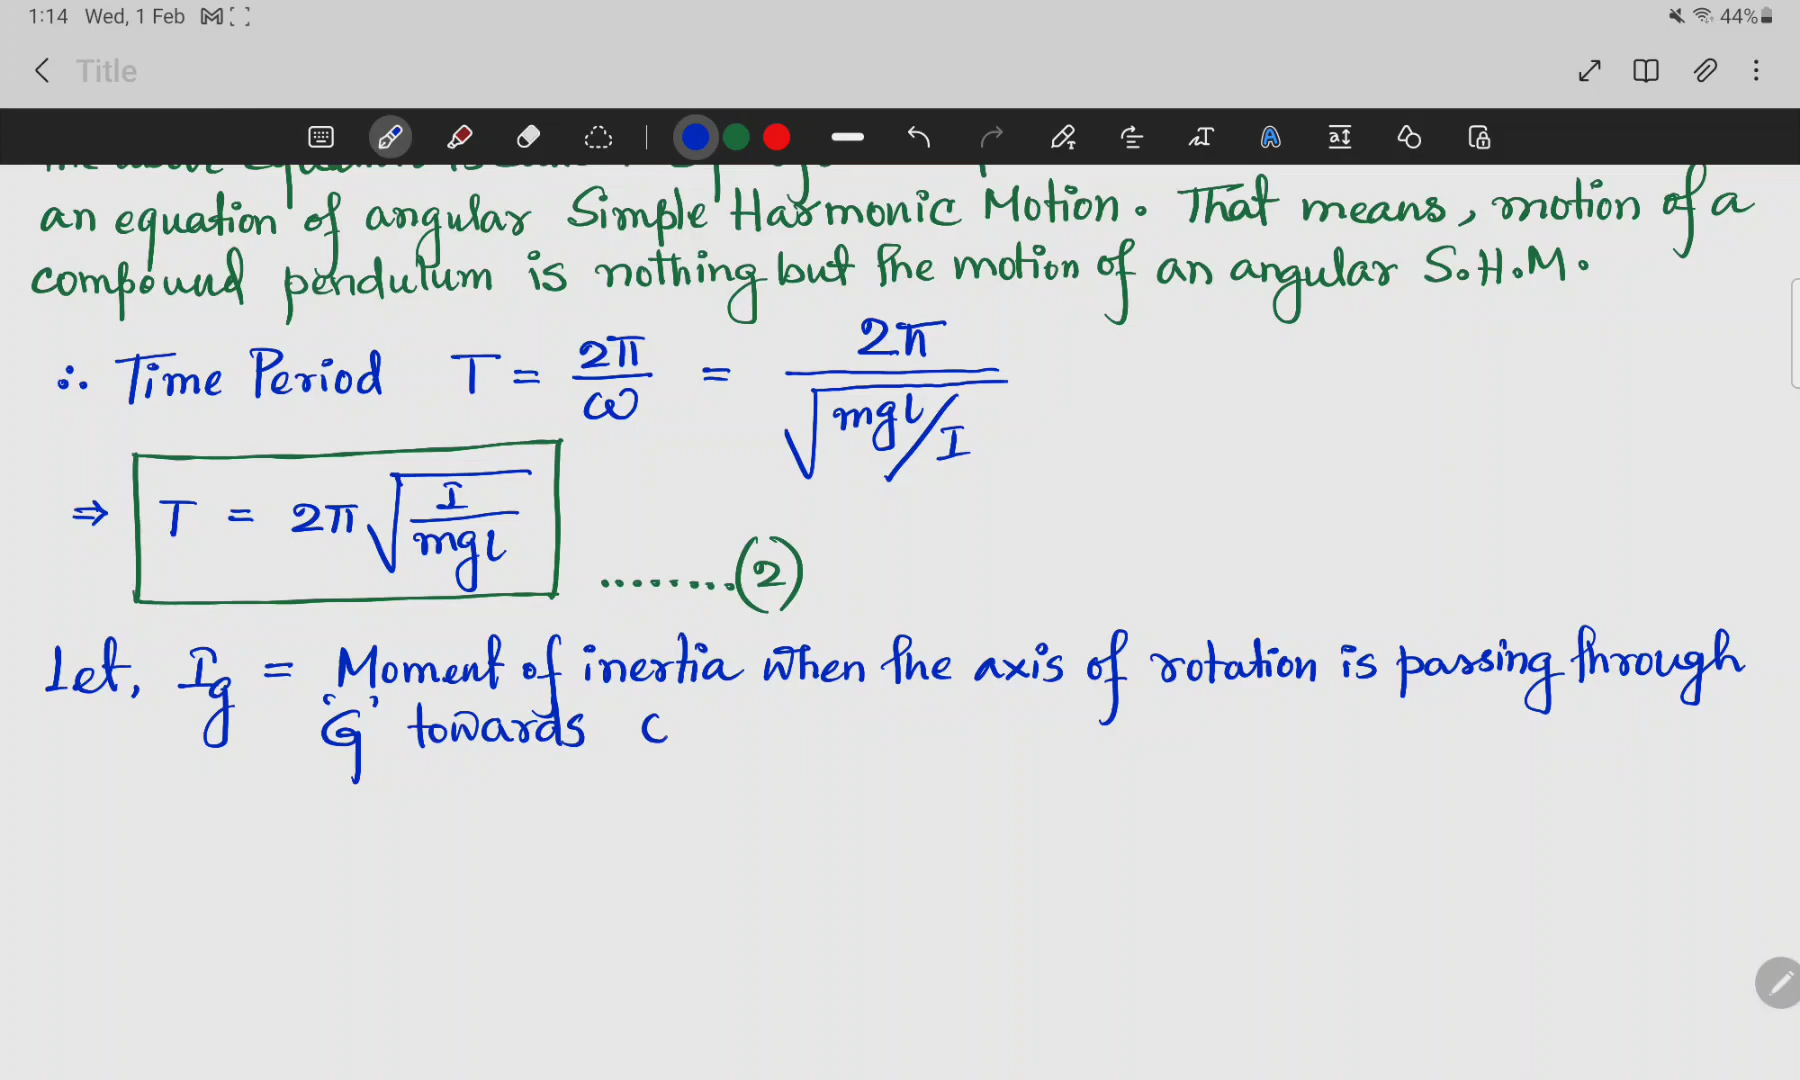 1:14 Wed, 1 Feb 44%
Title
an equation of angular Simple Harmonic Motion. That means, motion of a
compound pendulum is nothing but the motion of an angular S.H.M.
∴ Time Period T = 2π/ω = 2π/√(mgl/I)
⇒ T = 2π√(I/mgl) .........(2)
Let, Ig = Moment of inertia when the axis of rotation is passing through
'G' towards C